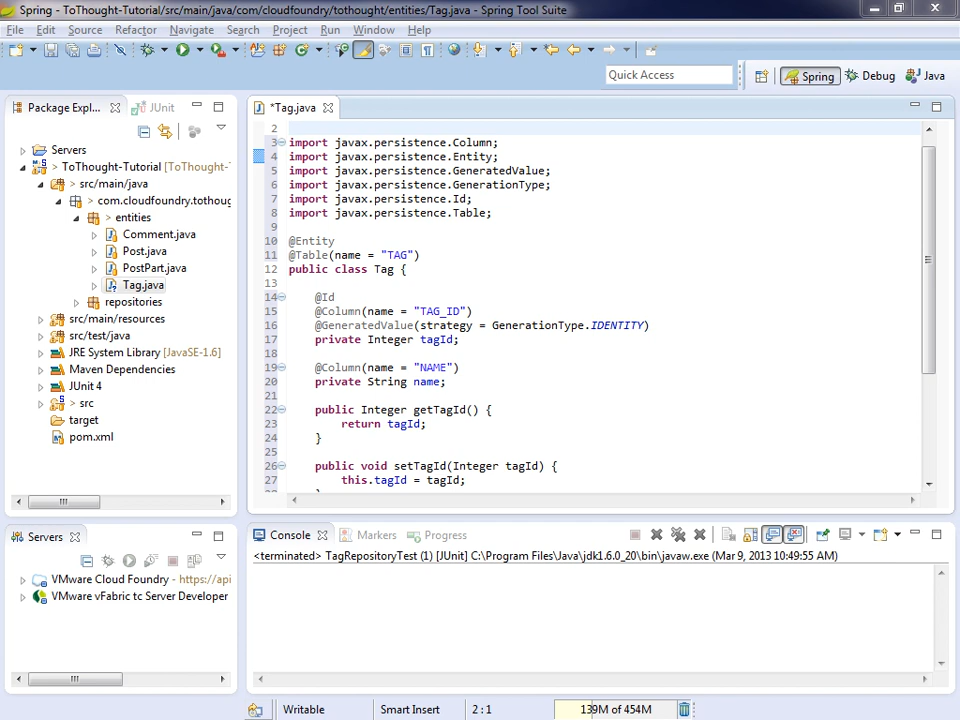 Spring - ToThought-Tutorial/src/main/java/com/cloudfoundry/tothought/entities/Tag.java - Spring Tool Suite
File Edit Source Refactor Navigate Search Project Run Window Help
Quick Access
Spring Debug Java
Package Expl... JUnit
*Tag.java
Servers
> ToThought-Tutorial [ToThought-
> src/main/java
> com.cloudfoundry.tothoug
> entities
Comment.java
Post.java
PostPart.java
Tag.java
repositories
src/main/resources
src/test/java
JRE System Library [JavaSE-1.6]
Maven Dependencies
JUnit 4
> src
target
pom.xml
2
3 import javax.persistence.Column;
4 import javax.persistence.Entity;
5 import javax.persistence.GeneratedValue;
6 import javax.persistence.GenerationType;
7 import javax.persistence.Id;
8 import javax.persistence.Table;
9
10 @Entity
11 @Table(name = "TAG")
12 public class Tag {
13
14 @Id
15 @Column(name = "TAG_ID")
16 @GeneratedValue(strategy = GenerationType.IDENTITY)
17 private Integer tagId;
18
19 @Column(name = "NAME")
20 private String name;
21
22 public Integer getTagId() {
23 return tagId;
24 }
25
26 public void setTagId(Integer tagId) {
27 this.tagId = tagId;
Servers
VMware Cloud Foundry - https://api
VMware vFabric tc Server Developer
Console Markers Progress
<terminated> TagRepositoryTest (1) [JUnit] C:\Program Files\Java\jdk1.6.0_20\bin\javaw.exe (Mar 9, 2013 10:49:55 AM)
Writable Smart Insert 2 : 1 139M of 454M